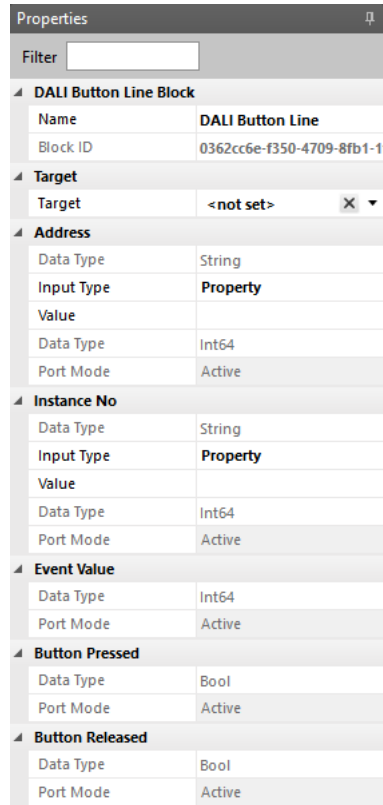 Properties
Filter
DALI Button Line Block
Name DALI Button Line
Block ID 0362cc6e-f350-4709-8fb1-1
Target
Target <not set>
Address
Data Type String
Input Type Property
Value
Data Type Int64
Port Mode Active
Instance No
Data Type String
Input Type Property
Value
Data Type Int64
Port Mode Active
Event Value
Data Type Int64
Port Mode Active
Button Pressed
Data Type Bool
Port Mode Active
Button Released
Data Type Bool
Port Mode Active